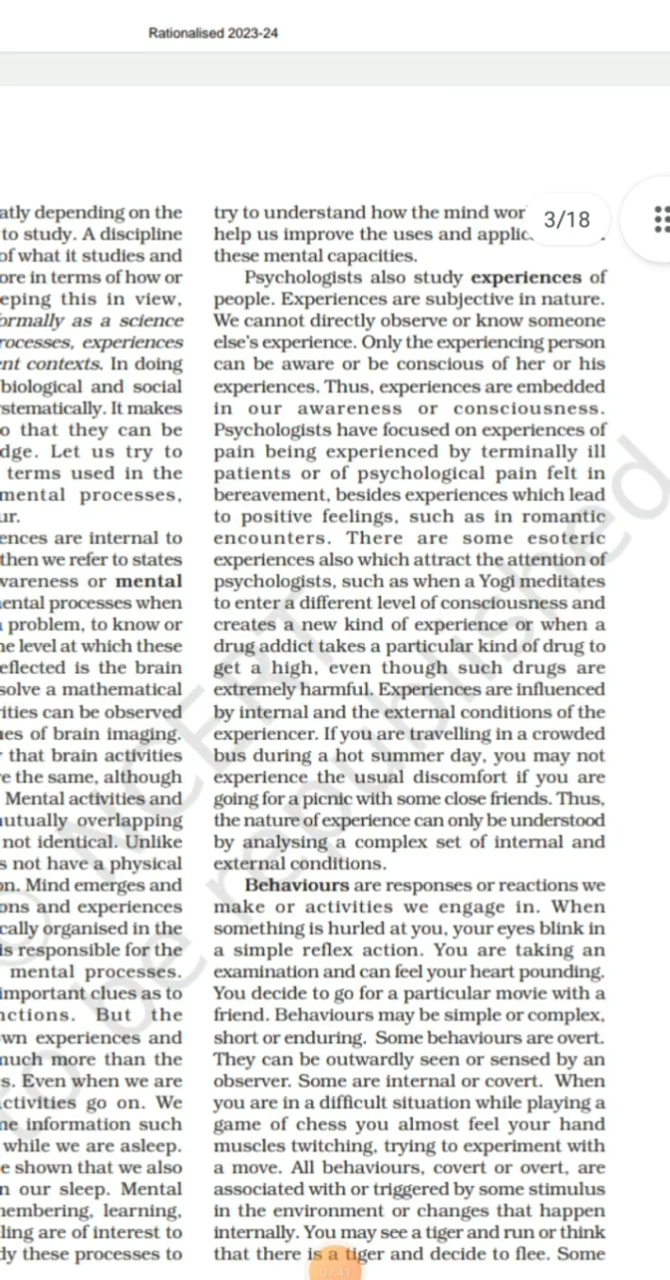 Rationalised 2023-24
3/18
atly depending on the
to study. A discipline
of what it studies and
ore in terms of how or
eping this in view,
ormally as a science
rocesses, experiences
nt contexts. In doing
biological and social
stematically. It makes
o that they can be
dge. Let us try to
terms used in the
mental processes,
ur.
ences are internal to
then we refer to states
wareness or mental
ental processes when
problem, to know or
ne level at which these
eflected is the brain
solve a mathematical
ities can be observed
ues of brain imaging.
that brain activities
e the same, although
Mental activities and
utually overlapping
not identical. Unlike
s not have a physical
on. Mind emerges and
ons and experiences
cally organised in the
is responsible for the
mental processes.
important clues as to
nctions. But the
wn experiences and
much more than the
s. Even when we are
activities go on. We
ne information such
while we are asleep.
e shown that we also
n our sleep. Mental
membering, learning,
ling are of interest to
dy these processes to
try to understand how the mind wor
help us improve the uses and applic
these mental capacities.
Psychologists also study experiences of
people. Experiences are subjective in nature.
We cannot directly observe or know someone
else's experience. Only the experiencing person
can be aware or be conscious of her or his
experiences. Thus, experiences are embedded
in our awareness or consciousness.
Psychologists have focused on experiences of
pain being experienced by terminally ill
patients or of psychological pain felt in
bereavement, besides experiences which lead
to positive feelings, such as in romantic
encounters. There are some esoteric
experiences also which attract the attention of
psychologists, such as when a Yogi meditates
to enter a different level of consciousness and
creates a new kind of experience or when a
drug addict takes a particular kind of drug to
get a high, even though such drugs are
extremely harmful. Experiences are influenced
by internal and the external conditions of the
experiencer. If you are travelling in a crowded
bus during a hot summer day, you may not
experience the usual discomfort if you are
going for a picnic with some close friends. Thus,
the nature of experience can only be understood
by analysing a complex set of internal and
external conditions.
Behaviours are responses or reactions we
make or activities we engage in. When
something is hurled at you, your eyes blink in
a simple reflex action. You are taking an
examination and can feel your heart pounding.
You decide to go for a particular movie with a
friend. Behaviours may be simple or complex,
short or enduring. Some behaviours are overt.
They can be outwardly seen or sensed by an
observer. Some are internal or covert. When
you are in a difficult situation while playing a
game of chess you almost feel your hand
muscles twitching, trying to experiment with
a move. All behaviours, covert or overt, are
associated with or triggered by some stimulus
in the environment or changes that happen
internally. You may see a tiger and run or think
that there is a tiger and decide to flee. Some
© NCERT
to be republished
07:41